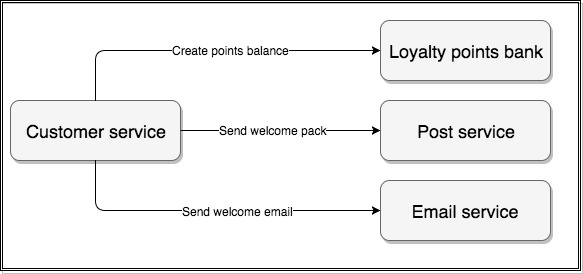 Create points balance
Loyalty points bank
Customer service
Send welcome pack
Post service
Send welcome email
Email service